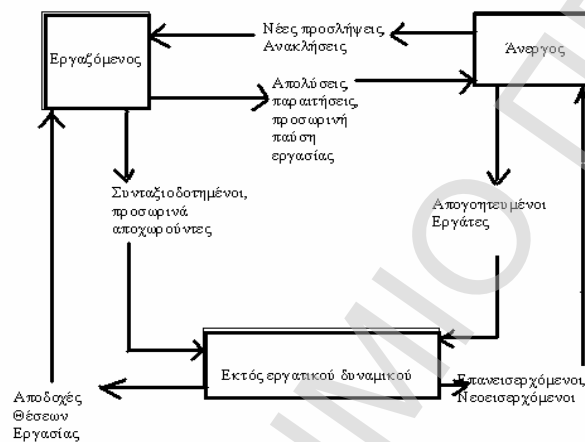 Νέες προσλήψεις,
Ανακλήσεις
Εργαζόμενος
Άνεργος
Απολύσεις,
παραιτήσεις,
προσωρινή
παύση
εργασίας
Συνταξιοδοτημένοι,
προσωρινά
αποχωρούντες
Απογοητευμένοι
Εργάτες
Εκτός εργατικού δυναμικού
Επανεισερχόμενοι,
Νεοεισερχόμενοι
Αποδοχές
Θέσεων
Εργασίας